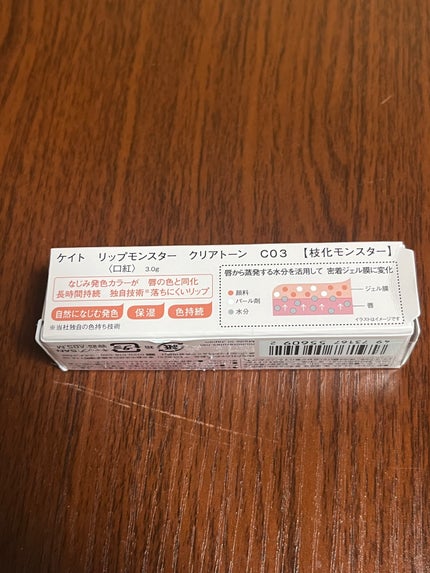 ケイト リップモンスター クリアトーン C03 【枝化モンスター】
〈口紅〉 3.0g
なじみ発色カラーが 唇の色と同化
長時間持続 独自技術※落ちにくいリップ
自然になじむ発色 保湿 色持続
※当社独自の色持ち技術
唇から蒸発する水分を活用して 密着ジェル膜に変化
顔料
パール剤
水分
ジェル膜
唇
イラストはイメージです
4 973167 55609 2